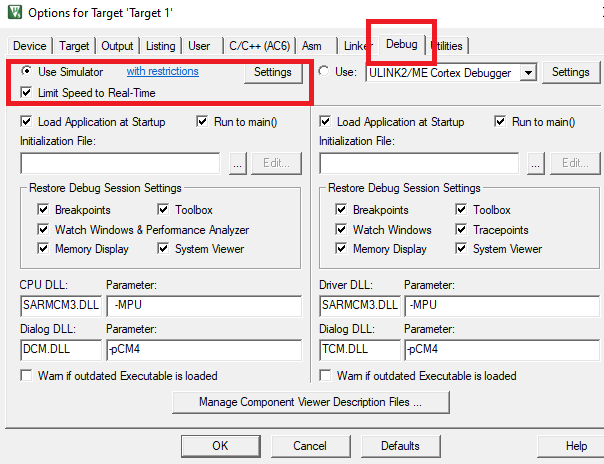 Options for Target 'Target 1'
Device Target Output Listing User C/C++ (AC6) Asm Linker Debug Utilities
Use Simulator with restrictions Settings Use: ULINK2/ME Cortex Debugger Settings
Limit Speed to Real-Time
Load Application at Startup Run to main() Load Application at Startup Run to main()
Initialization File: Initialization File:
... Edit... ... Edit...
Restore Debug Session Settings Restore Debug Session Settings
Breakpoints Toolbox Breakpoints Toolbox
Watch Windows & Perfomance Analyzer Watch Windows Tracepoints
Memory Display System Viewer Memory Display System Viewer
CPU DLL: Parameter: Driver DLL: Parameter:
SARMCM3.DLL -MPU SARMCM3.DLL -MPU
Dialog DLL: Parameter: Dialog DLL: Parameter:
DCM.DLL -pCM4 TCM.DLL -pCM4
Warn if outdated Executable is loaded Warn if outdated Executable is loaded
Manage Component Viewer Description Files ...
OK Cancel Defaults Help